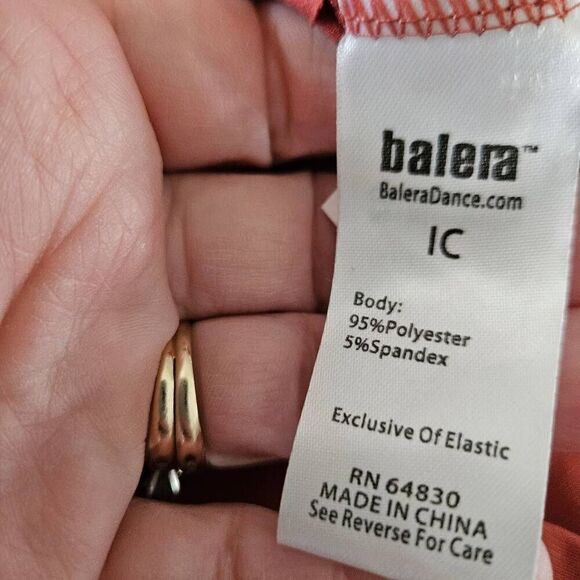 balera™
BaleraDance.com
IC
Body:
95%Polyester
5%Spandex
Exclusive Of Elastic
RN 64830
MADE IN CHINA
See Reverse For Care